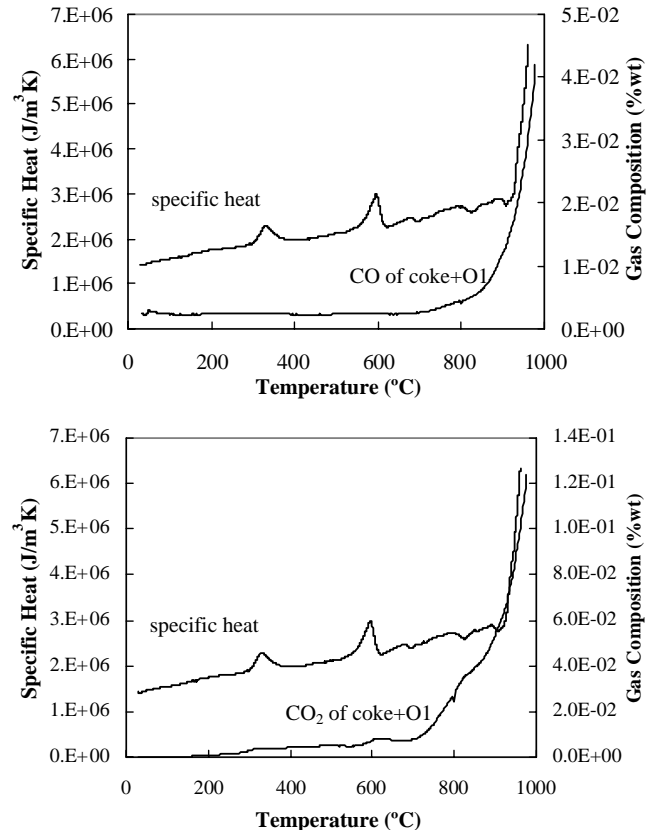 7.E+06
6.E+06
5.E+06
4.E+06
3.E+06
2.E+06
1.E+06
0.E+00
Specific Heat (J/m³ K)
5.E-02
4.E-02
3.E-02
2.E-02
1.E-02
0.E+00
Gas Composition (%wt)
specific heat
CO of coke+O1
0 200 400 600 800 1000
Temperature (ºC)
7.E+06
6.E+06
5.E+06
4.E+06
3.E+06
2.E+06
1.E+06
0.E+00
Specific Heat (J/m³ K)
1.4E-01
1.2E-01
1.0E-01
8.0E-02
6.0E-02
4.0E-02
2.0E-02
0.0E+00
Gas Composition (%wt)
specific heat
CO₂ of coke+O1
0 200 400 600 800 1000
Temperature (ºC)